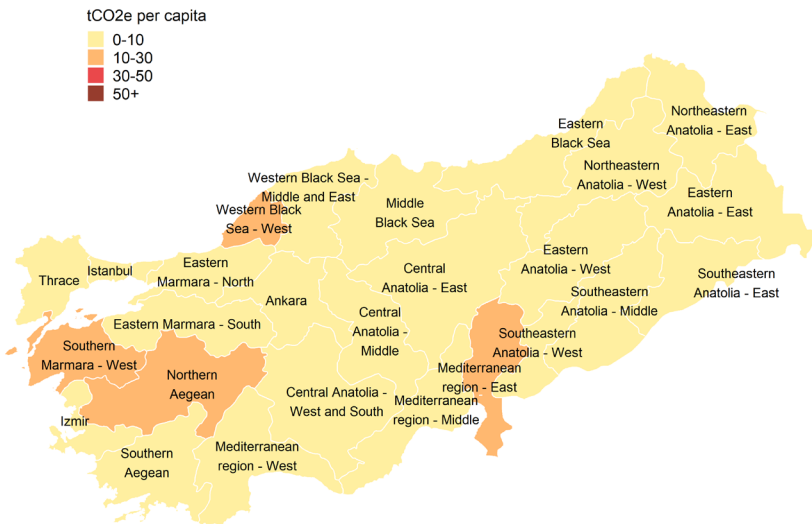 tCO2e per capita
0-10
10-30
30-50
50+
Northeastern
Anatolia - East
Eastern
Black Sea
Northeastern
Anatolia - West
Western Black Sea -
Middle and East
Middle
Black Sea
Eastern
Anatolia - East
Western Black
Sea - West
Eastern
Anatolia - West
Thrace
Istanbul
Eastern
Marmara - North
Central
Anatolia - East
Southeastern
Anatolia - East
Ankara
Southeastern
Anatolia - Middle
Eastern Marmara - South
Central
Anatolia -
Middle
Southeastern
Anatolia - West
Southern
Marmara - West
Northern
Aegean
Mediterranean
region - East
Central Anatolia -
West and South
Mediterranean
region - Middle
Izmir
Southern
Aegean
Mediterranean
region - West